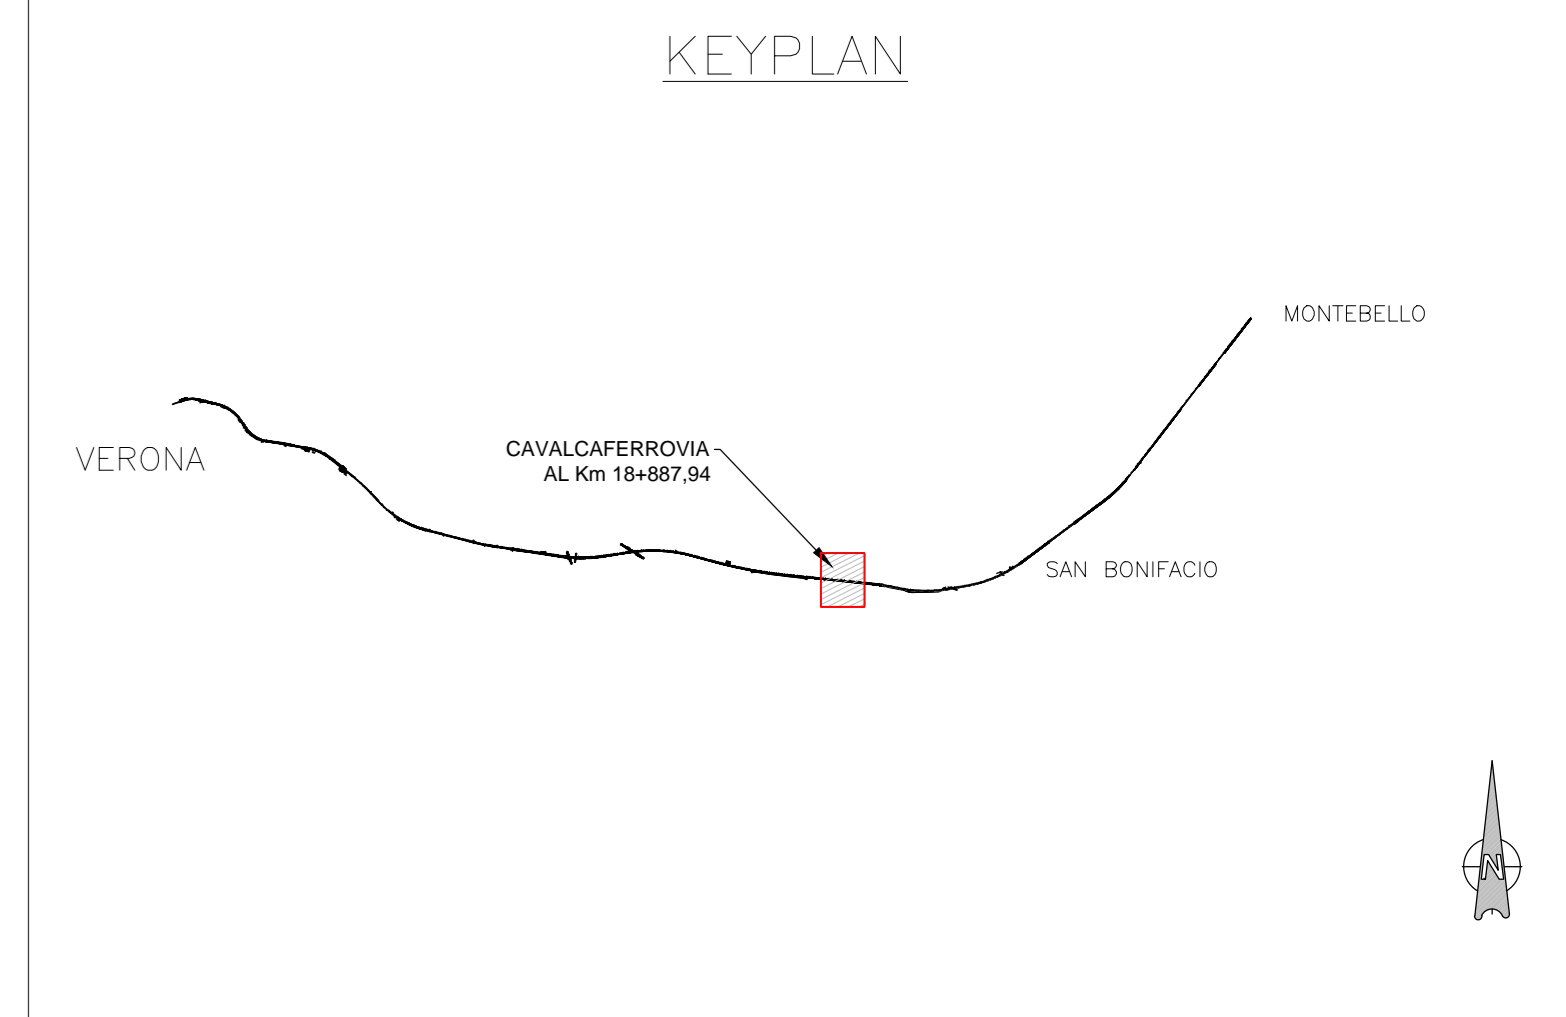 KEYPLAN
MONTEBELLO
VERONA
CAVALCAFERROVIA
AL Km 18+887,94
SAN BONIFACIO
N